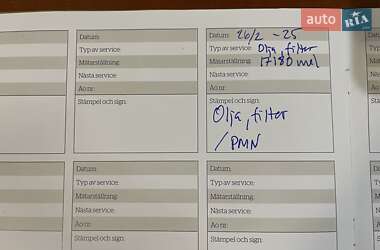 auto RIA.com
Datum: Datum: 26/2 -25
Typ av service: Typ av service: Olja, filter
Mätarställning: Mätarställning: 17180 mil
Nästa service: Nästa service:
Ao nr: Ao nr:
Stämpel och sign: Stämpel och sign:
Olja, filter
/PMN
Datum: Datum:
Typ av service: Typ av service:
Mätarställning: Mätarställning:
Nästa service: Nästa service:
Ao nr: Ao nr:
Stämpel och sign: Stämpel och sign: